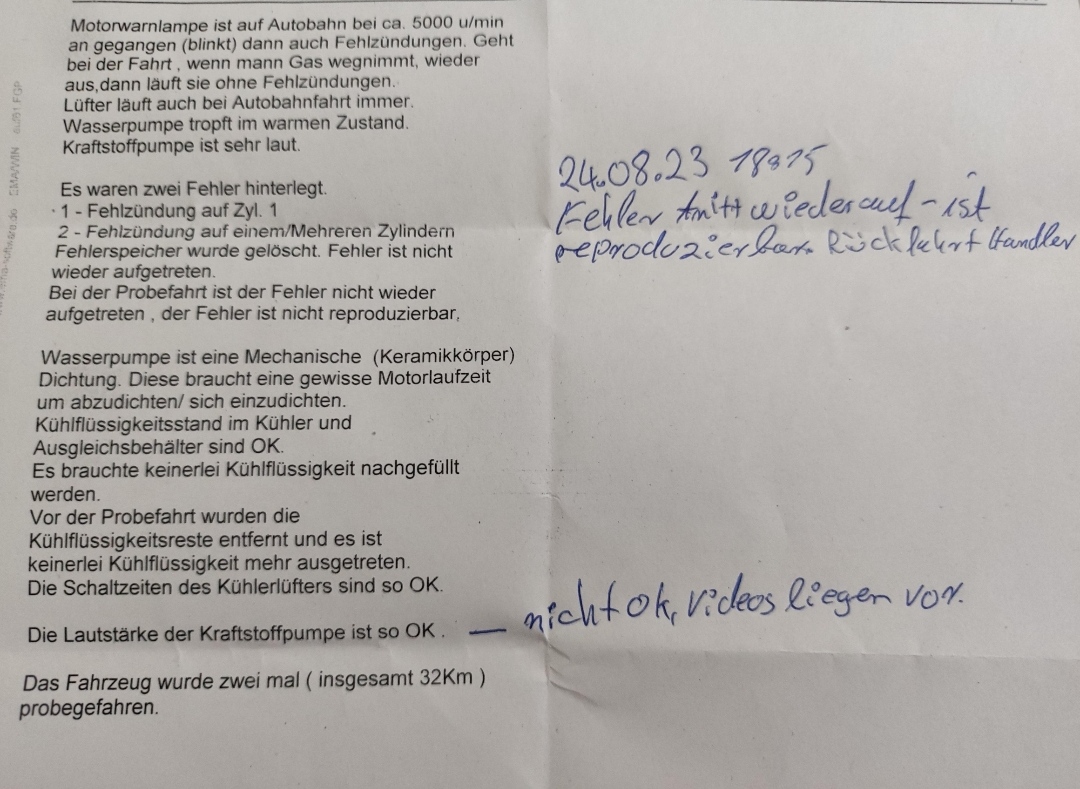 Motorwarnlampe ist auf Autobahn bei ca. 5000 u/min
an gegangen (blinkt) dann auch Fehlzündungen. Geht
bei der Fahrt , wenn mann Gas wegnimmt, wieder
aus,dann läuft sie ohne Fehlzündungen.
Lüfter läuft auch bei Autobahnfahrt immer.
Wasserpumpe tropft im warmen Zustand.
Kraftstoffpumpe ist sehr laut.
Es waren zwei Fehler hinterlegt.
1 - Fehlzündung auf Zyl. 1
2 - Fehlzündung auf einem/Mehreren Zylindern
Fehlerspeicher wurde gelöscht. Fehler ist nicht
wieder aufgetreten.
Bei der Probefahrt ist der Fehler nicht wieder
aufgetreten , der Fehler ist nicht reproduzierbar,
24.08.23 18:15
Fehler tritt wieder auf - ist
reproduzierbar. Rückfahrt Händler
Wasserpumpe ist eine Mechanische (Keramikkörper)
Dichtung. Diese braucht eine gewisse Motorlaufzeit
um abzudichten/ sich einzudichten.
Kühlflüssigkeitsstand im Kühler und
Ausgleichsbehälter sind OK.
Es brauchte keinerlei Kühlflüssigkeit nachgefüllt
werden.
Vor der Probefahrt wurden die
Kühlflüssigkeitsreste entfernt und es ist
keinerlei Kühlflüssigkeit mehr ausgetreten.
Die Schaltzeiten des Kühlerlüfters sind so OK.
Die Lautstärke der Kraftstoffpumpe ist so OK . — nicht ok, videos liegen vor.
Das Fahrzeug wurde zwei mal ( insgesamt 32Km )
probegefahren.
EMA/WIN